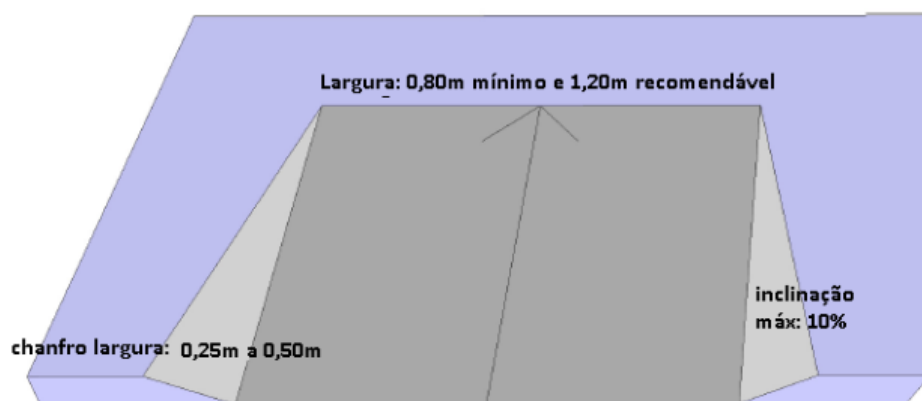 Largura: 0,80m mínimo e 1,20m recomendável
inclinação
máx: 10%
chanfro largura: 0,25m a 0,50m